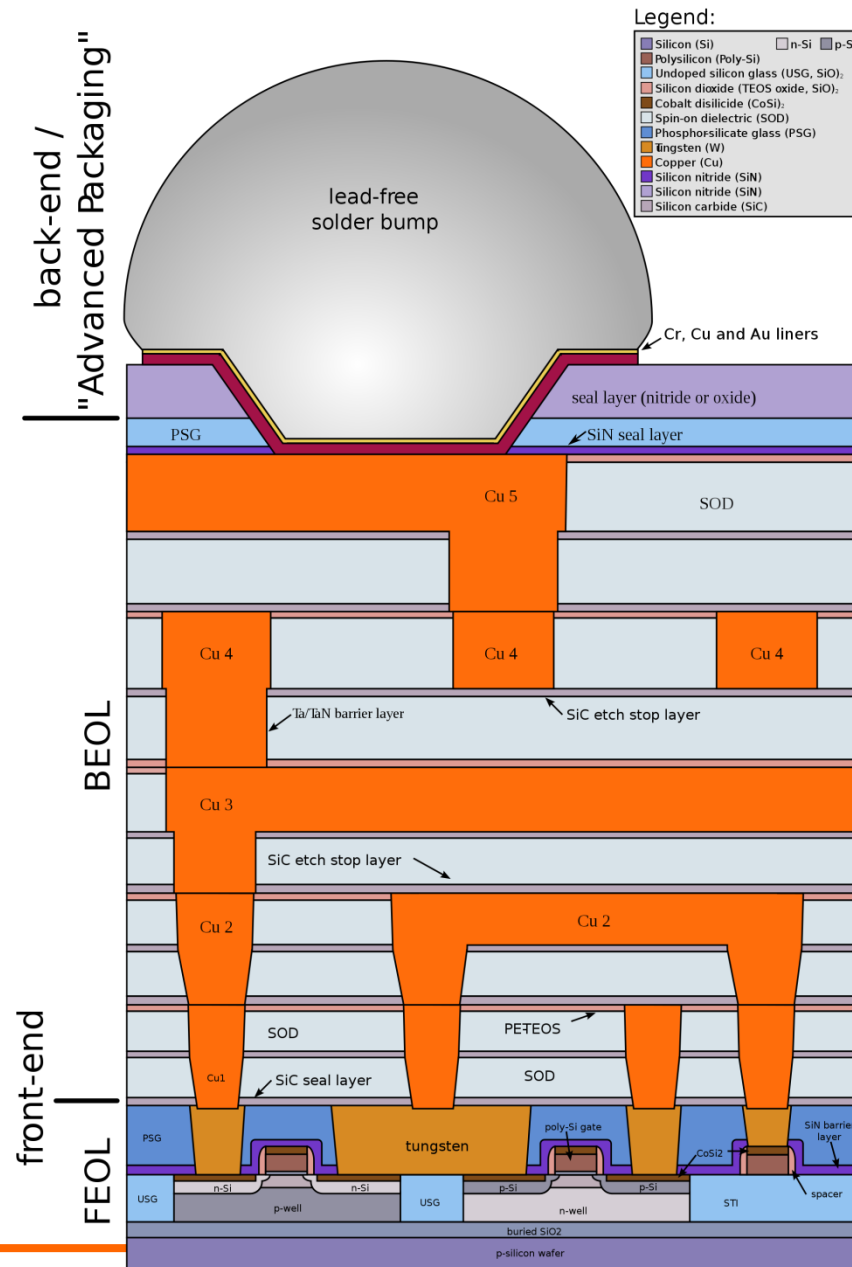 Legend:
Silicon (Si)
n-Si
p-S
Polysilicon (Poly-Si)
Undoped silicon glass (USG, SiO)₂
Silicon dioxide (TEOS oxide, SiO)₂
Cobalt disilicide (CoSi)₂
Spin-on dielectric (SOD)
Phosphorsilicate glass (PSG)
Tungsten (W)
Copper (Cu)
Silicon nitride (SiN)
Silicon nitride (SiN)
Silicon carbide (SiC)
back-end /
"Advanced Packaging"
lead-free
solder bump
Cr, Cu and Au liners
seal layer (nitride or oxide)
PSG
SiN seal layer
Cu 5
SOD
BEOL
Cu 4
Cu 4
Cu 4
Ta/TaN barrier layer
SiC etch stop layer
Cu 3
SiC etch stop layer
Cu 2
Cu 2
front-end
SOD
PE-TEOS
Cu1
SiC seal layer
SOD
FEOL
PSG
tungsten
poly-Si gate
SiN barrier
layer
CoSi2
n-Si
n-Si
p-Si
p-Si
spacer
USG
p-well
USG
n-well
STI
buried SiO2
p-silicon wafer